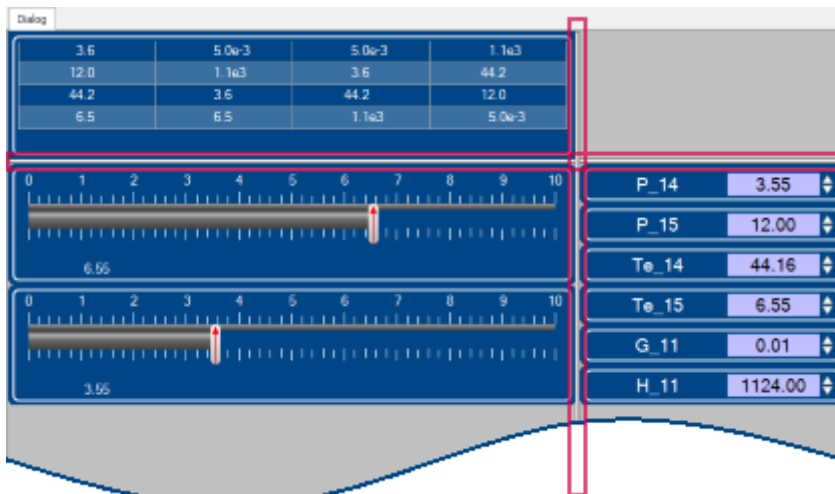 Dialog
3.6 5.0e-3 5.0e-3 1.1e3
12.0 1.1e3 3.6 44.2
44.2 3.6 44.2 12.0
6.5 6.5 1.1e3 5.0e-3
0 1 2 3 4 5 6 7 8 9 10
6.55
0 1 2 3 4 5 6 7 8 9 10
3.55
P_14 3.55
P_15 12.00
Te_14 44.16
Te_15 6.55
G_11 0.01
H_11 1124.00